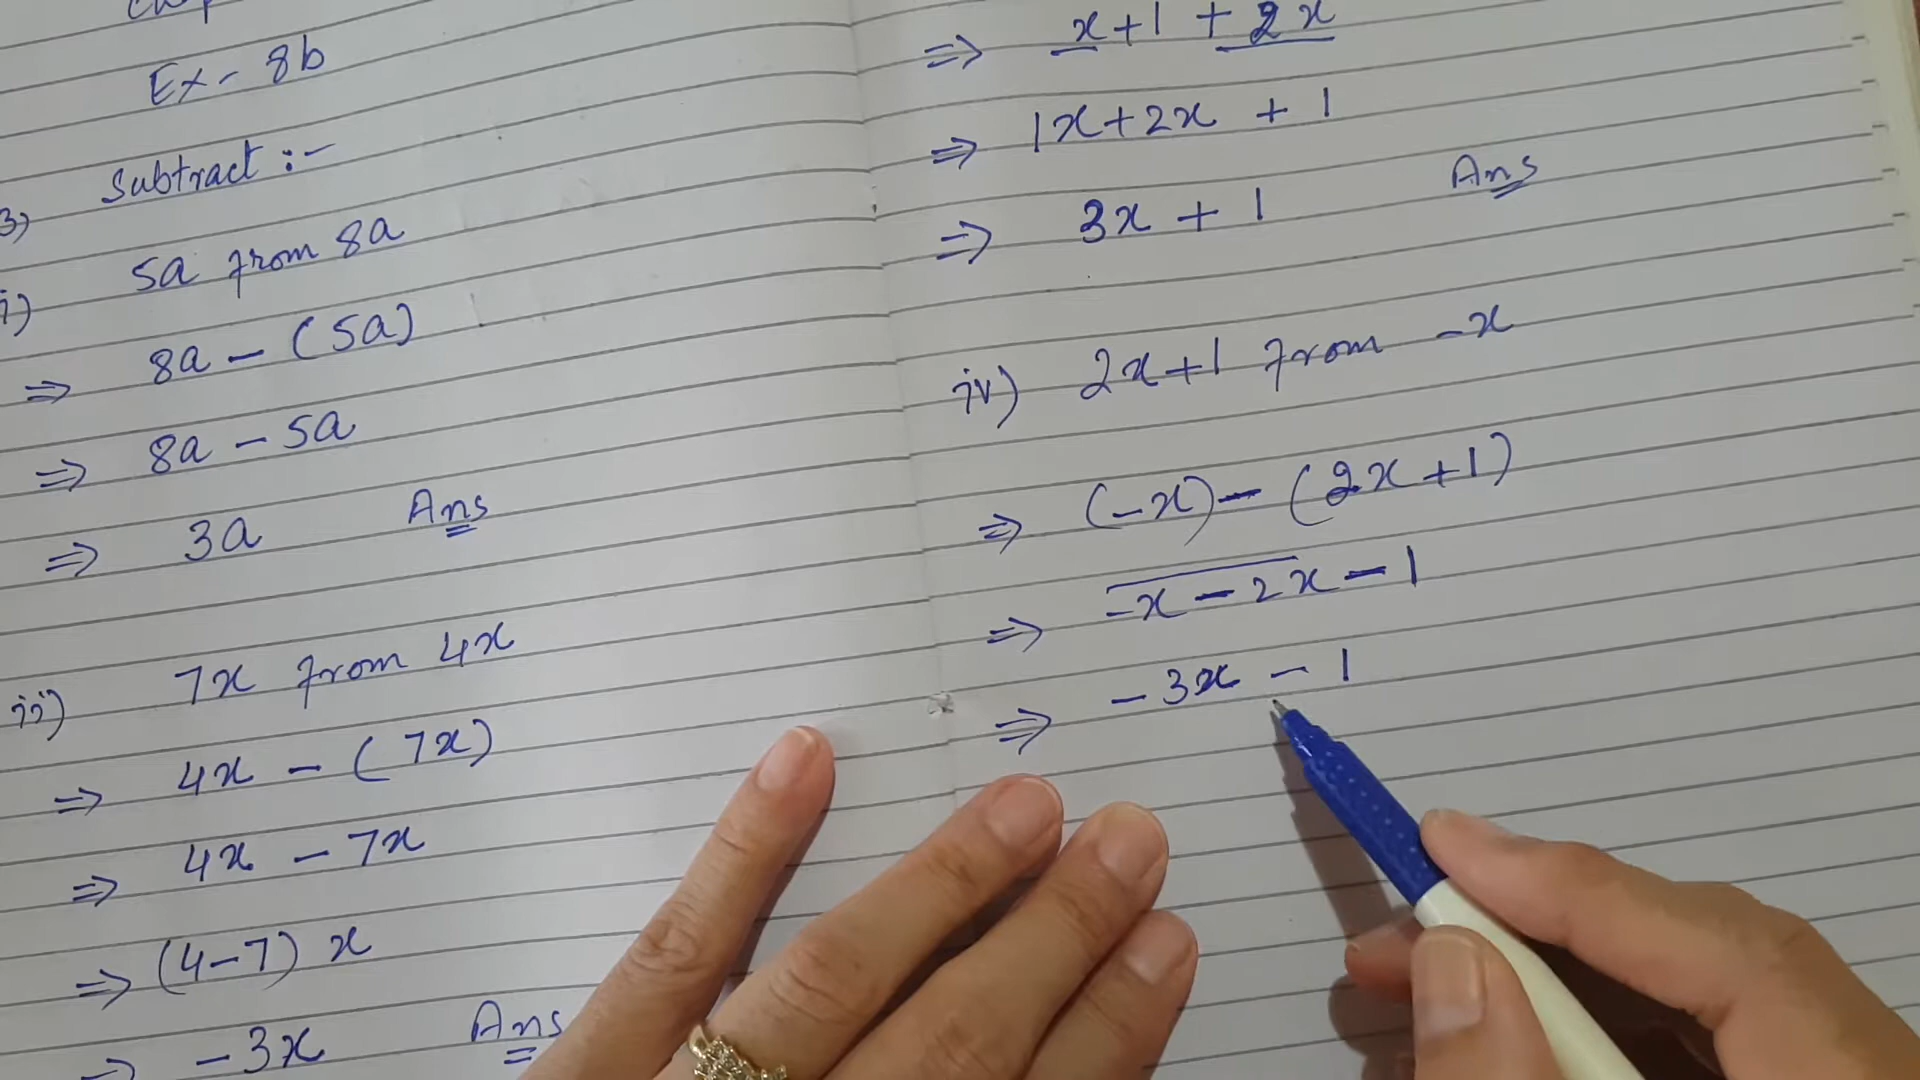 Ex - 8b
3) Subtract :-
i) 5a from 8a
⇒ 8a - (5a)
⇒ 8a - 5a
⇒ 3a Ans
ii) 7x from 4x
⇒ 4x - (7x)
⇒ 4x - 7x
⇒ (4-7) x
⇒ -3x Ans
⇒ x+1 + 2x
⇒ 1x+2x + 1
⇒ 3x + 1 Ans
iv) 2x+1 from -x
⇒ (-x) - (2x+1)
⇒ -x - 2x - 1
⇒ -3x - 1